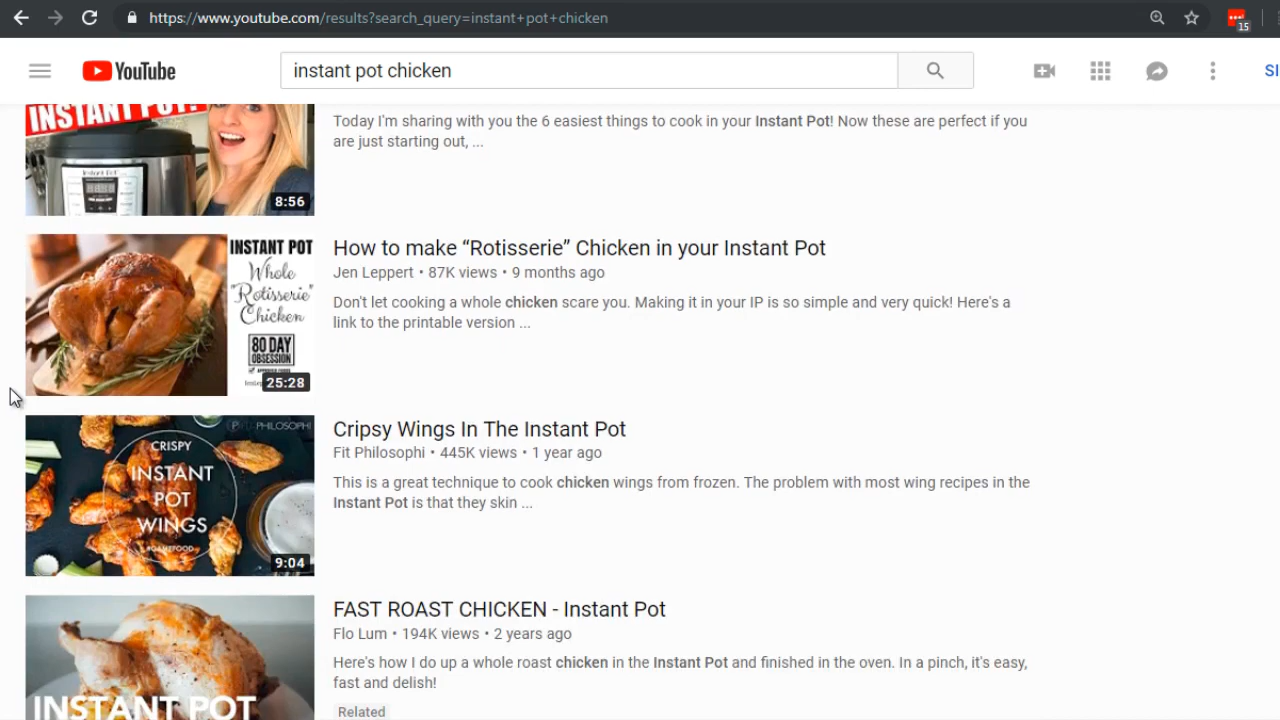 https://www.youtube.com/results?search_query=instant+pot+chicken
15
YouTube
instant pot chicken
SI
INSTANT POT!
Today I'm sharing with you the 6 easiest things to cook in your Instant Pot! Now these are perfect if you
are just starting out, ...
Instant Pot
8:56
INSTANT POT
Whole
"Rotisserie"
Chicken
80 DAY
OBSESSION
25:28
How to make “Rotisserie” Chicken in your Instant Pot
Jen Leppert • 87K views • 9 months ago
Don't let cooking a whole chicken scare you. Making it in your IP is so simple and very quick! Here's a
link to the printable version ...
PHILOSOPHI
CRISPY
INSTANT
POT
WINGS
9:04
Cripsy Wings In The Instant Pot
Fit Philosophi • 445K views • 1 year ago
This is a great technique to cook chicken wings from frozen. The problem with most wing recipes in the
Instant Pot is that they skin ...
INSTANT POT
FAST ROAST CHICKEN - Instant Pot
Flo Lum • 194K views • 2 years ago
Here's how I do up a whole roast chicken in the Instant Pot and finished in the oven. In a pinch, it's easy,
fast and delish!
Related